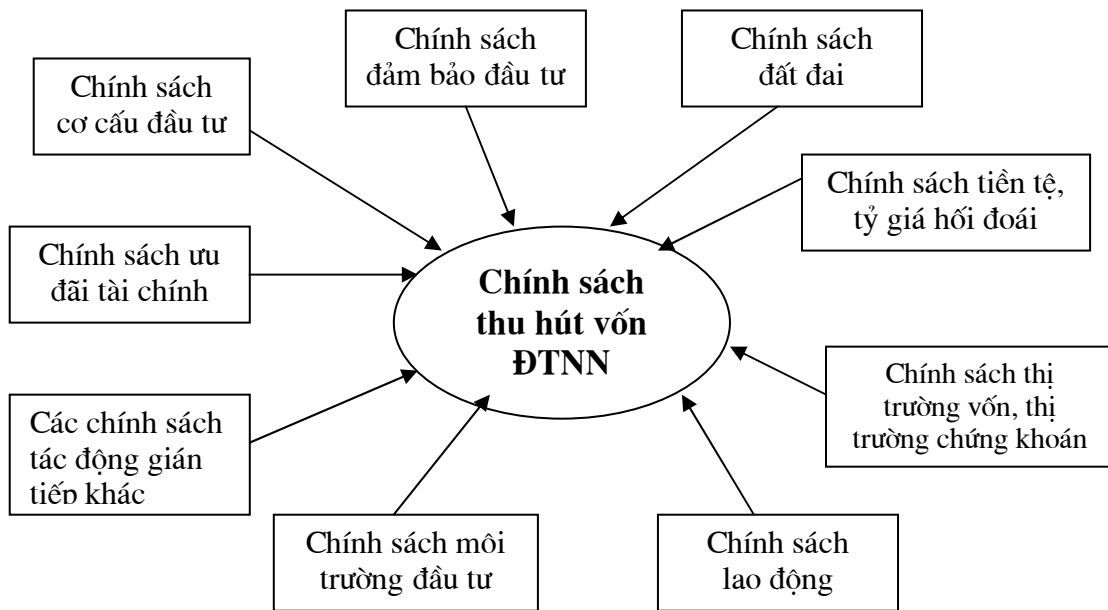 Chính sách
đảm bảo đầu tư
Chính sách
đất đai
Chính sách
cơ cấu đầu tư
Chính sách tiền tệ,
tỷ giá hối đoái
Chính sách ưu
đãi tài chính
Chính sách
thu hút vốn
ĐTNN
Chính sách thị
trường vốn, thị
trường chứng khoán
Các chính sách
tác động gián
tiếp khác
Chính sách môi
trường đầu tư
Chính sách
lao động